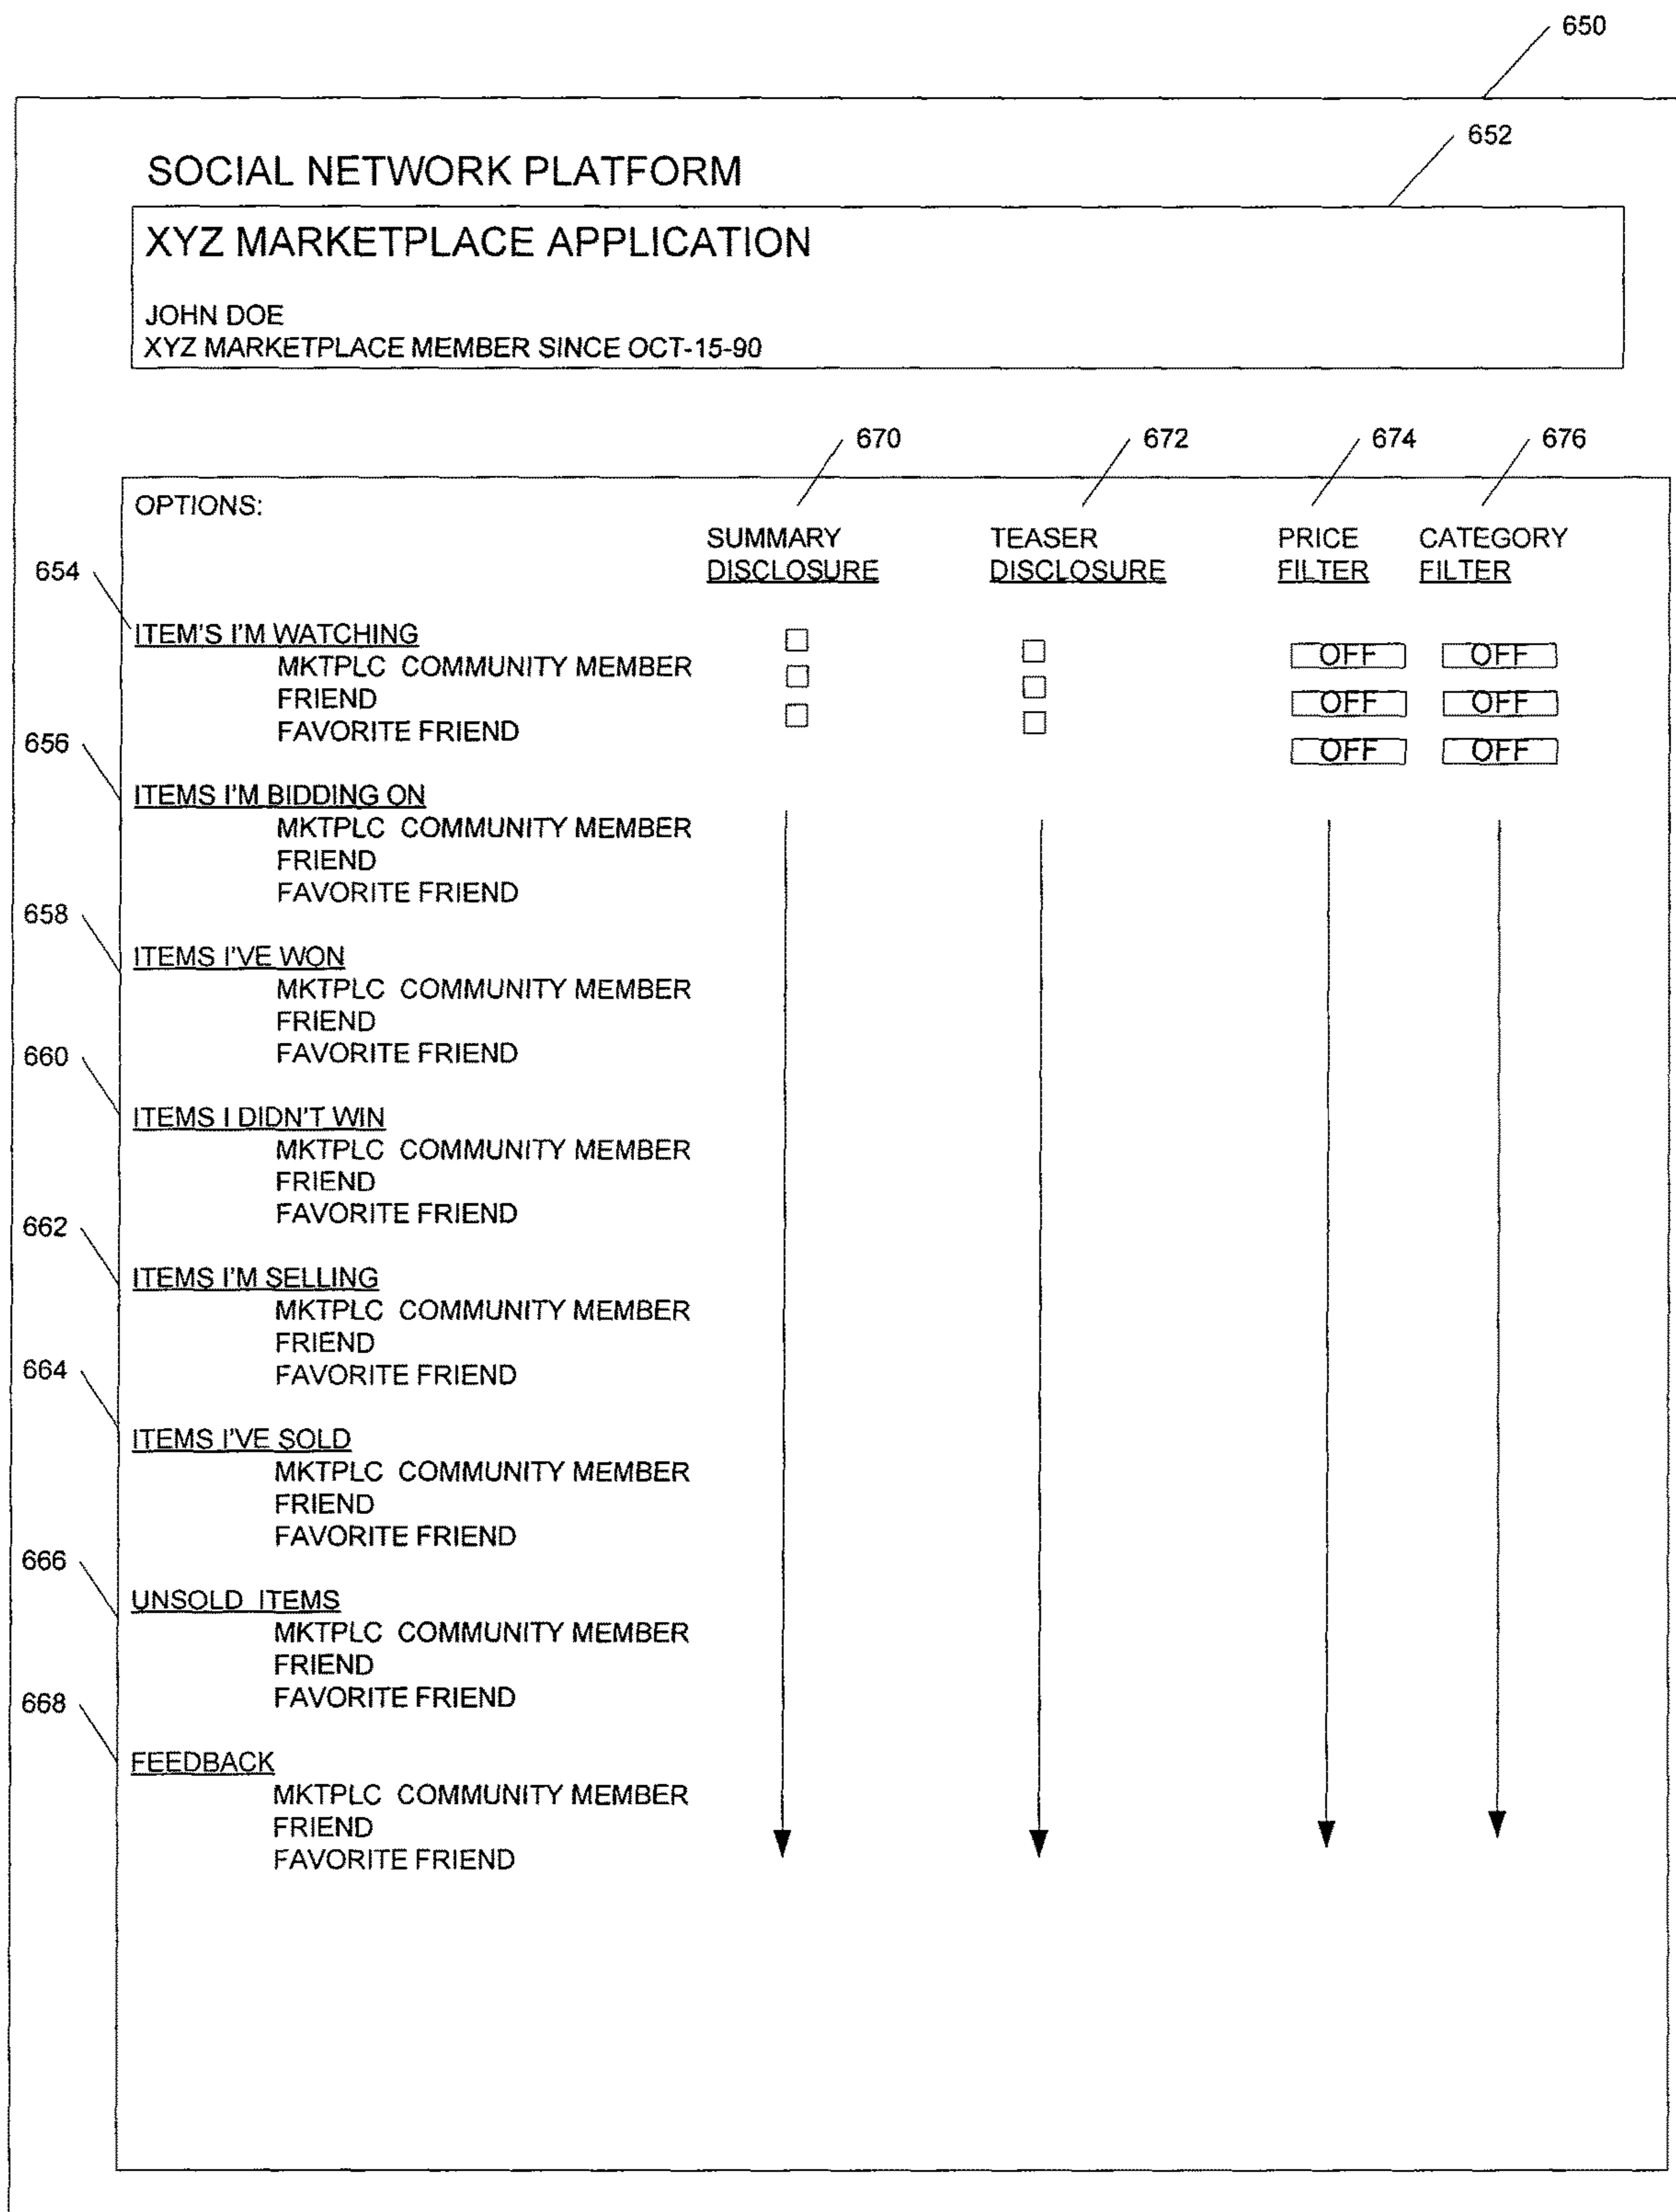 650
652
SOCIAL NETWORK PLATFORM
XYZ MARKETPLACE APPLICATION
JOHN DOE
XYZ MARKETPLACE MEMBER SINCE OCT-15-90
670 672 674 676
OPTIONS:
SUMMARY TEASER PRICE CATEGORY
DISCLOSURE DISCLOSURE FILTER FILTER
654
ITEM'S I'M WATCHING
MKTPLC COMMUNITY MEMBER OFF OFF
FRIEND OFF OFF
FAVORITE FRIEND OFF OFF
656
ITEMS I'M BIDDING ON
MKTPLC COMMUNITY MEMBER
FRIEND
FAVORITE FRIEND
658
ITEMS I'VE WON
MKTPLC COMMUNITY MEMBER
FRIEND
FAVORITE FRIEND
660
ITEMS I DIDN'T WIN
MKTPLC COMMUNITY MEMBER
FRIEND
FAVORITE FRIEND
662
ITEMS I'M SELLING
MKTPLC COMMUNITY MEMBER
FRIEND
FAVORITE FRIEND
664
ITEMS I'VE SOLD
MKTPLC COMMUNITY MEMBER
FRIEND
FAVORITE FRIEND
666
UNSOLD ITEMS
MKTPLC COMMUNITY MEMBER
FRIEND
FAVORITE FRIEND
668
FEEDBACK
MKTPLC COMMUNITY MEMBER
FRIEND
FAVORITE FRIEND